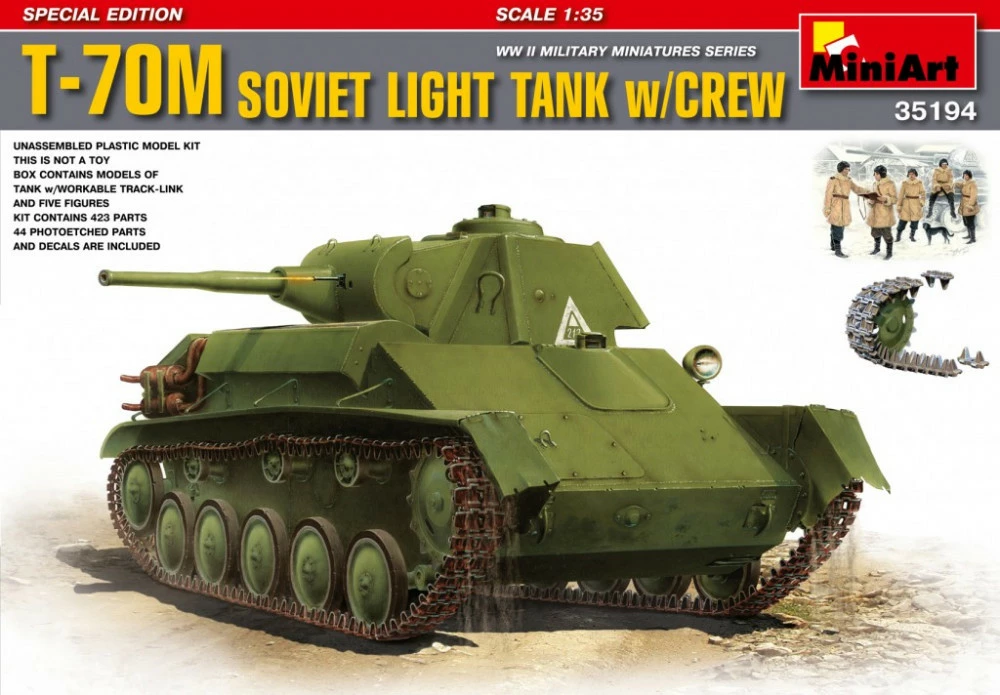 SPECIAL EDITION
SCALE 1:35
T-70M SOVIET LIGHT TANK w/CREW
WW II MILITARY MINIATURES SERIES
MiniArt
35194
UNASSEMBLED PLASTIC MODEL KIT
THIS IS NOT A TOY
BOX CONTAINS MODELS OF
TANK w/WORKABLE TRACK-LINK
AND FIVE FIGURES
KIT CONTAINS 423 PARTS
44 PHOTOETCHED PARTS
AND DECALS ARE INCLUDED